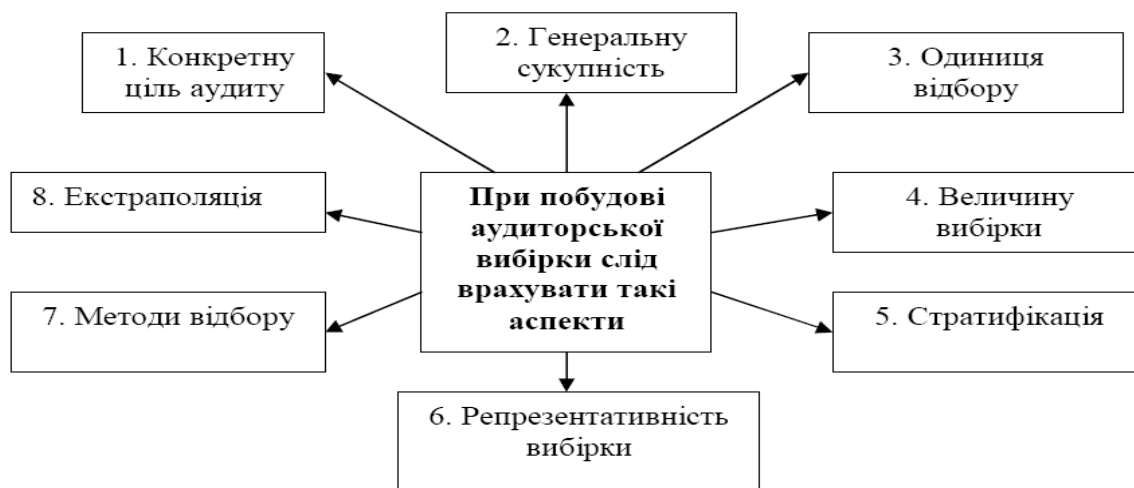 1. Конкретну
ціль аудиту
2. Генеральну
сукупність
3. Одиниця
відбору
8. Екстраполяція
При побудові
аудиторської
вибірки слід
врахувати такі
аспекти
4. Величину
вибірки
7. Методи відбору
5. Стратифікація
6. Репрезентативність
вибірки